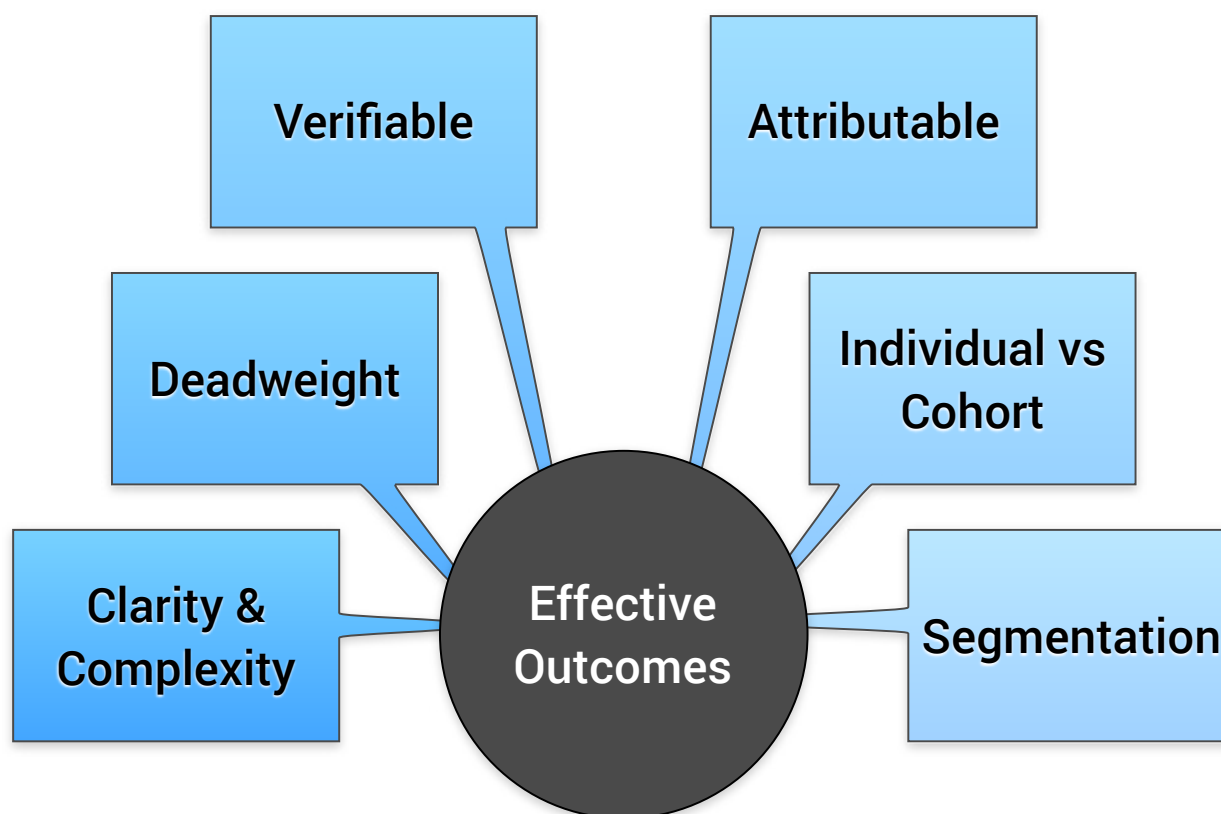 Verifiable
Attributable
Deadweight
Individual vs
Cohort
Clarity &
Complexity
Effective
Outcomes
Segmentation